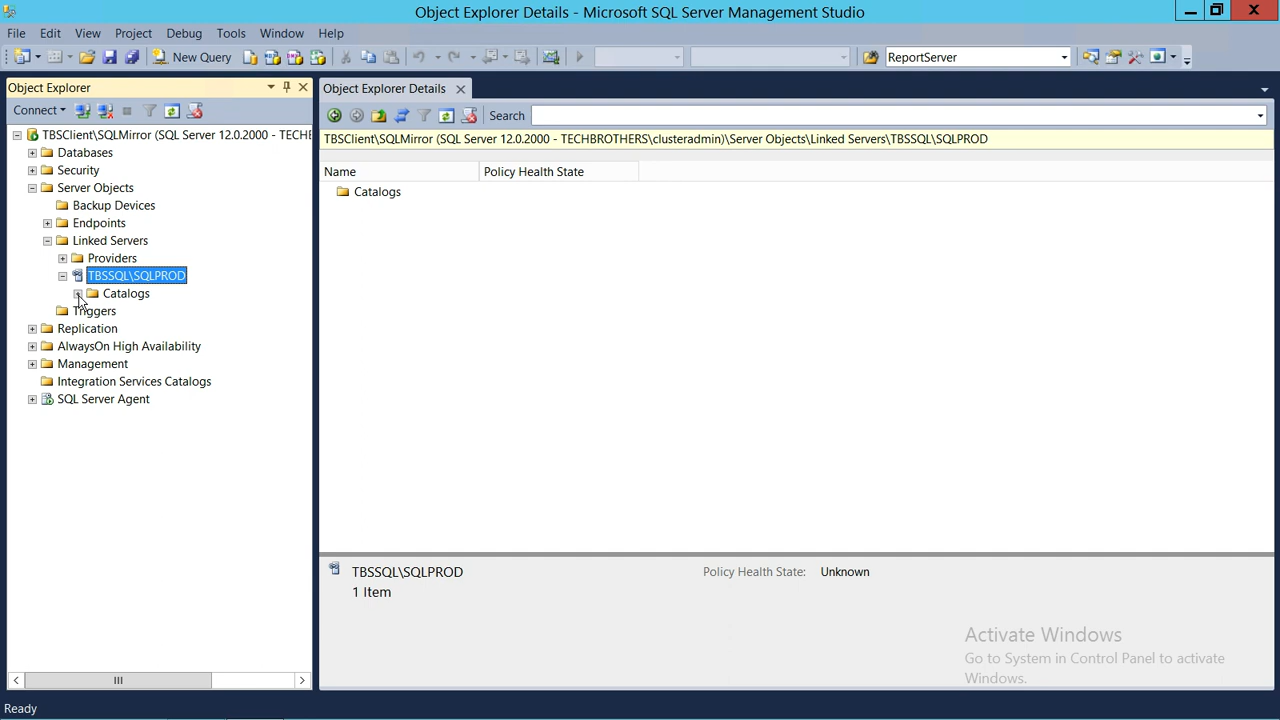 Object Explorer Details - Microsoft SQL Server Management Studio
File Edit View Project Debug Tools Window Help
New Query
ReportServer
Object Explorer
Object Explorer Details
Connect
Search
TBSClient\SQLMirror (SQL Server 12.0.2000 - TECHE
TBSClient\SQLMirror (SQL Server 12.0.2000 - TECHBROTHERS\clusteradmin)\Server Objects\Linked Servers\TBSSQL\SQLPROD
Databases
Security
Server Objects
Backup Devices
Endpoints
Linked Servers
Providers
TBSSQL\SQLPROD
Catalogs
Triggers
Replication
AlwaysOn High Availability
Management
Integration Services Catalogs
SQL Server Agent
Name Policy Health State
Catalogs
TBSSQL\SQLPROD
1 Item
Policy Health State: Unknown
Activate Windows
Go to System in Control Panel to activate
Windows.
Ready